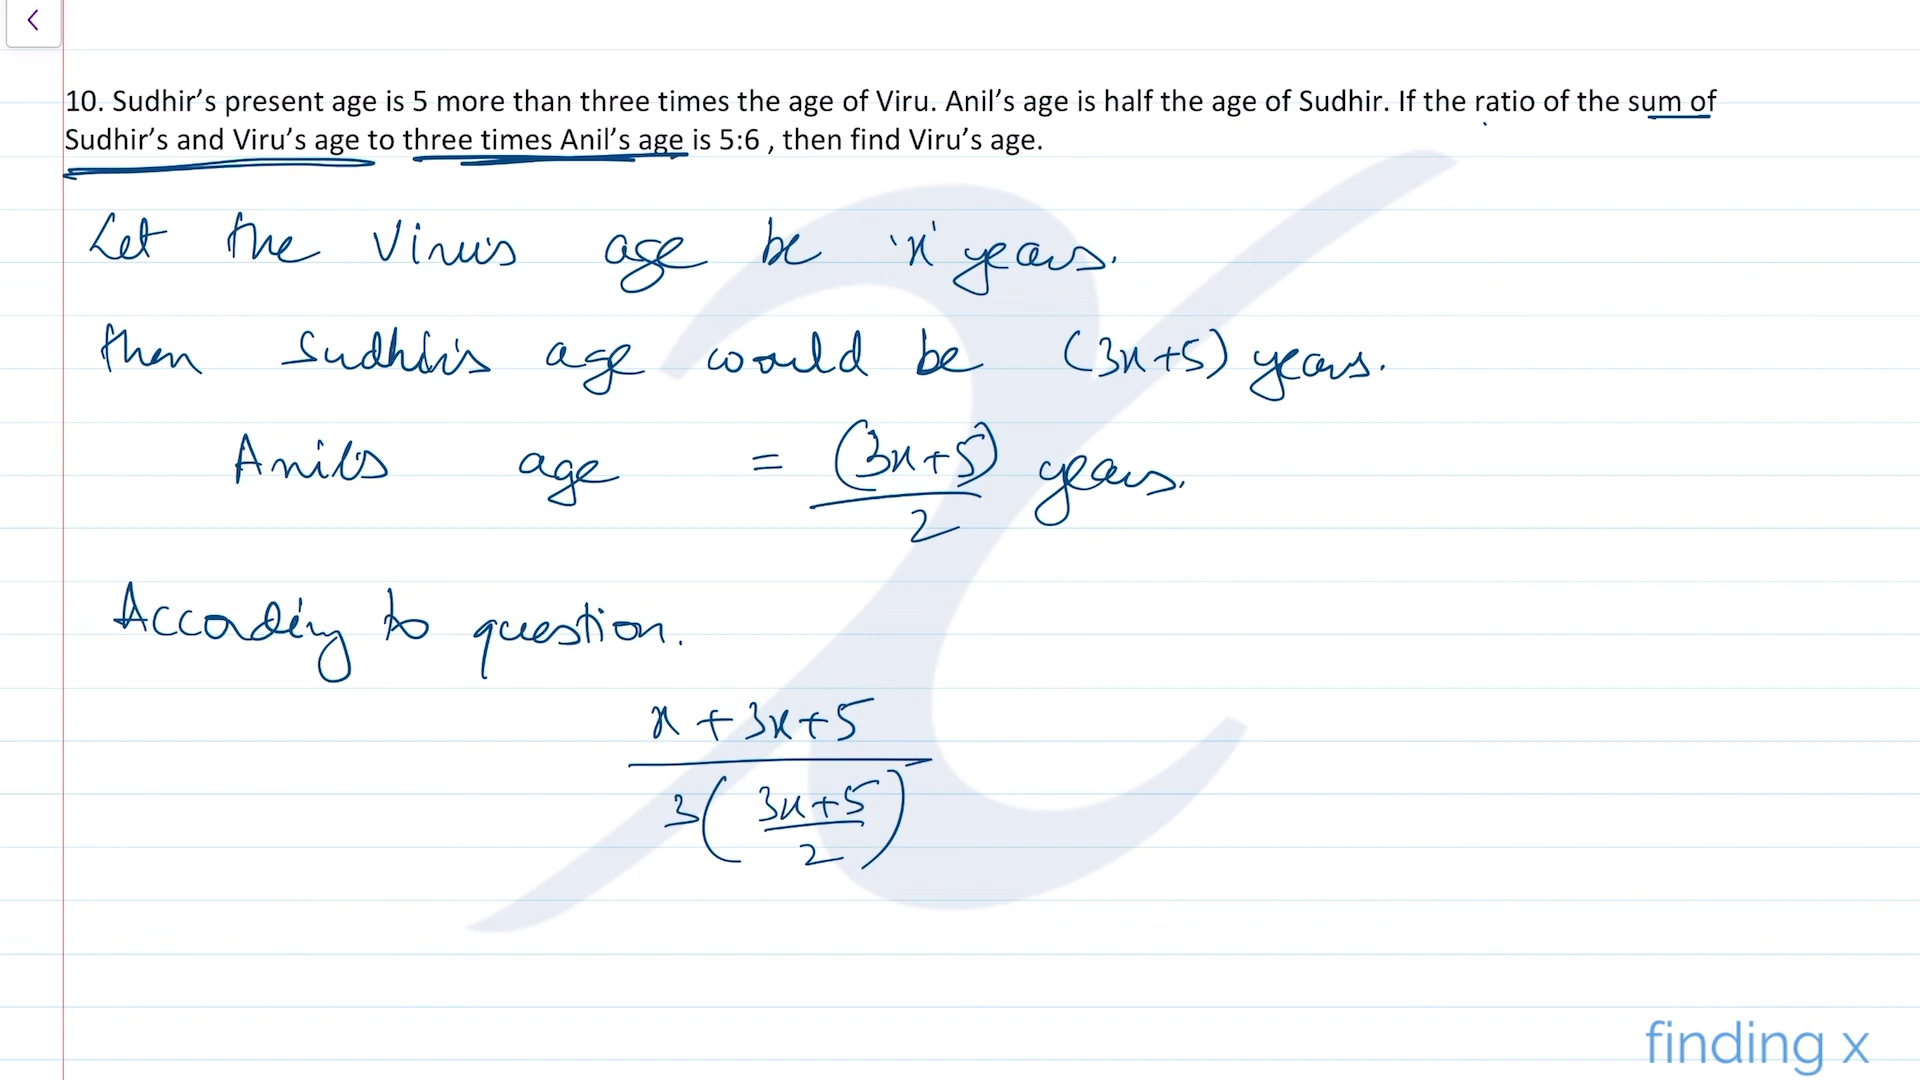 10. Sudhir’s present age is 5 more than three times the age of Viru. Anil’s age is half the age of Sudhir. If the ratio of the sum of
Sudhir’s and Viru’s age to three times Anil’s age is 5:6 , then find Viru’s age.
Let the Viru's age be 'x' years.
then Sudhir's age would be (3x+5) years.
Anil's age = (3x+5)/2 years.
According to question.
x + 3x+5
3(3x+5/2)
finding x